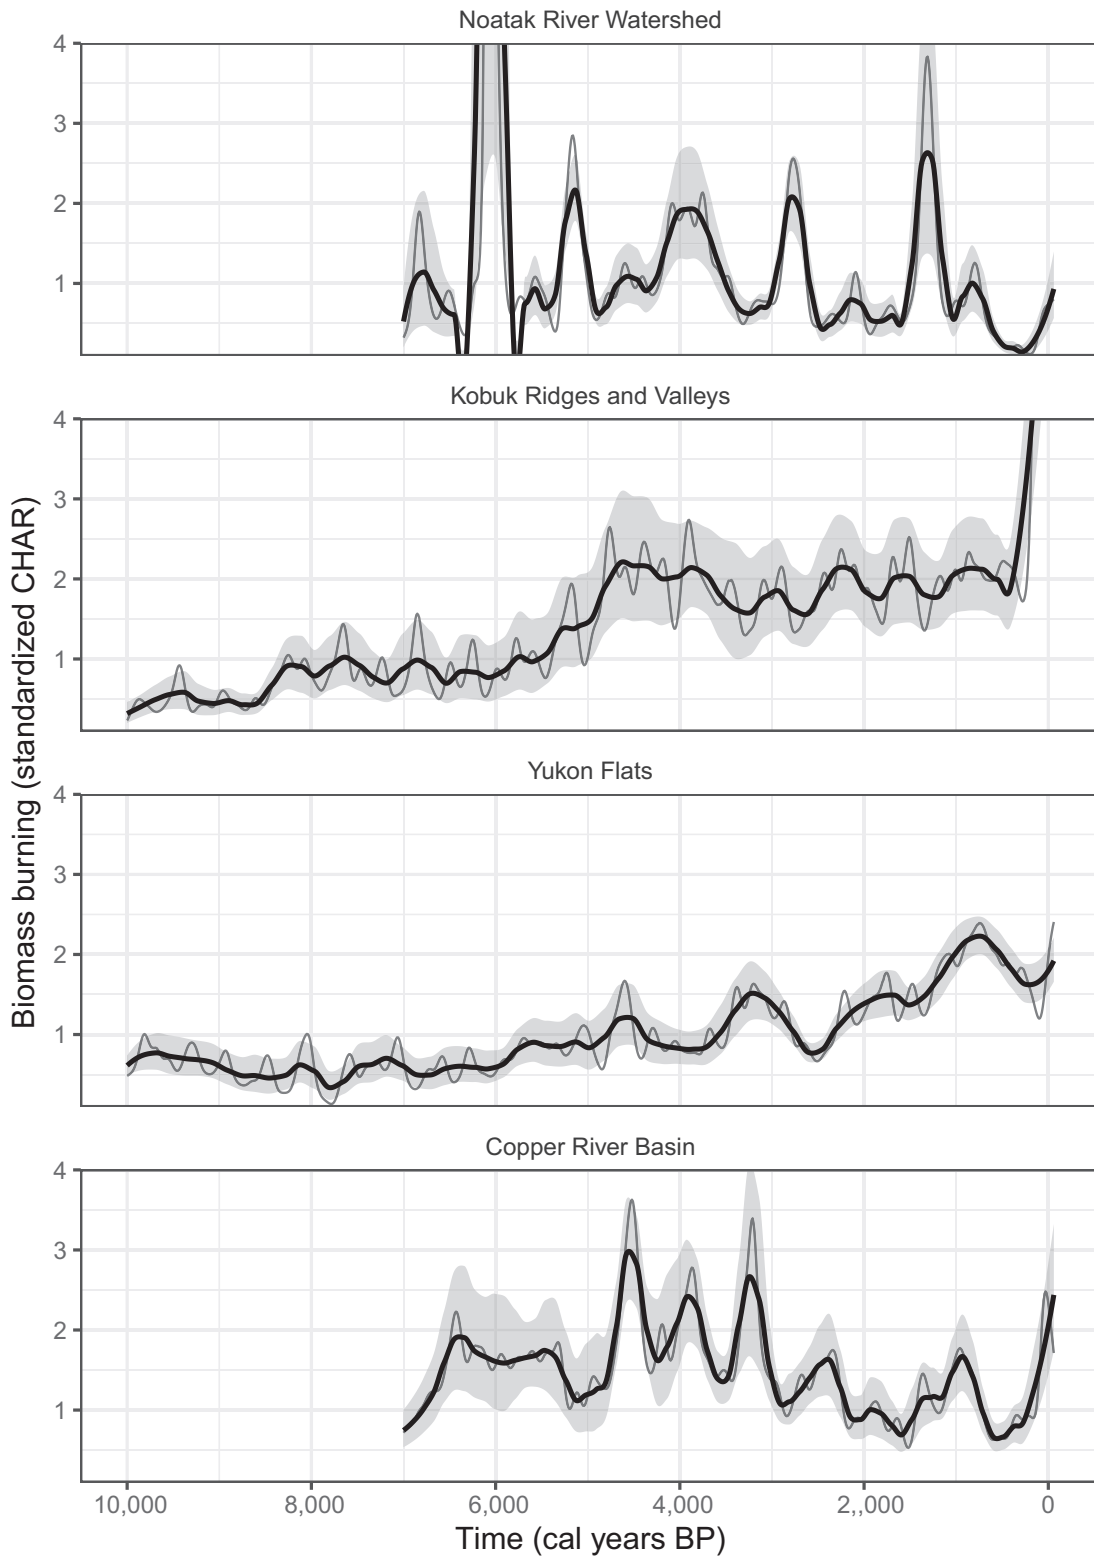 Noatak River Watershed
4
3
2
1
Kobuk Ridges and Valleys
4
3
2
1
Yukon Flats
4
3
2
1
Copper River Basin
4
3
2
1
10,000 8,000 6,000 4,000 2,000 0
Time (cal years BP)
Biomass burning (standardized CHAR)